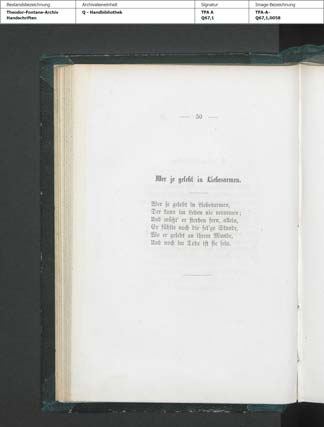 Bestandsbezeichnung Archivalieneinheit Signatur Image-Bezeichnung
Theodor-Fontane-Archiv Q - Handbibliothek TFA A TFA-A-
Handschriften Q67,1 Q67,1,0058
— 50 —
Wer je gelebt in Liebesarmen.
Wer je gelebt in Liebesarmen,
Der kann im Leben nie verarmen;
Und müßt' er sterben fern, allein,
Er fühlte noch die sel'ge Stunde,
Wo er gelebt an ihrem Munde,
Und noch im Tode ist sie sein.